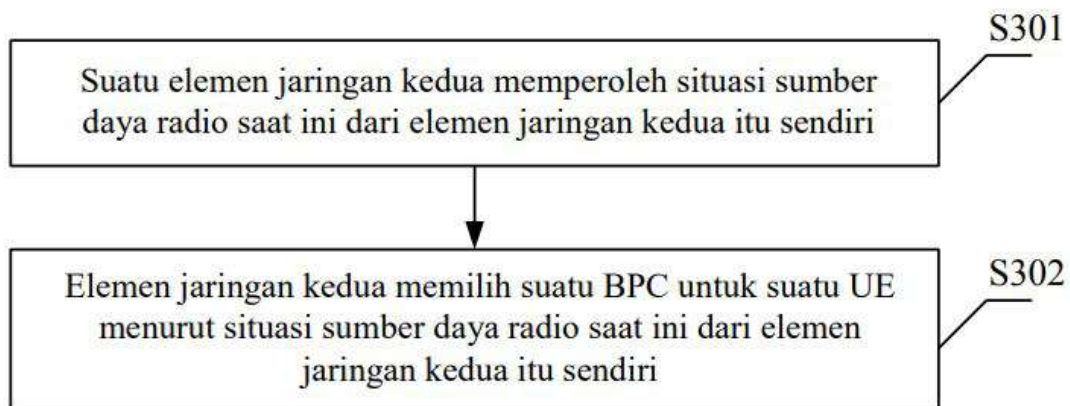 S301
Suatu elemen jaringan kedua memperoleh situasi sumber
daya radio saat ini dari elemen jaringan kedua itu sendiri
S302
Elemen jaringan kedua memilih suatu BPC untuk suatu UE
menurut situasi sumber daya radio saat ini dari elemen
jaringan kedua itu sendiri